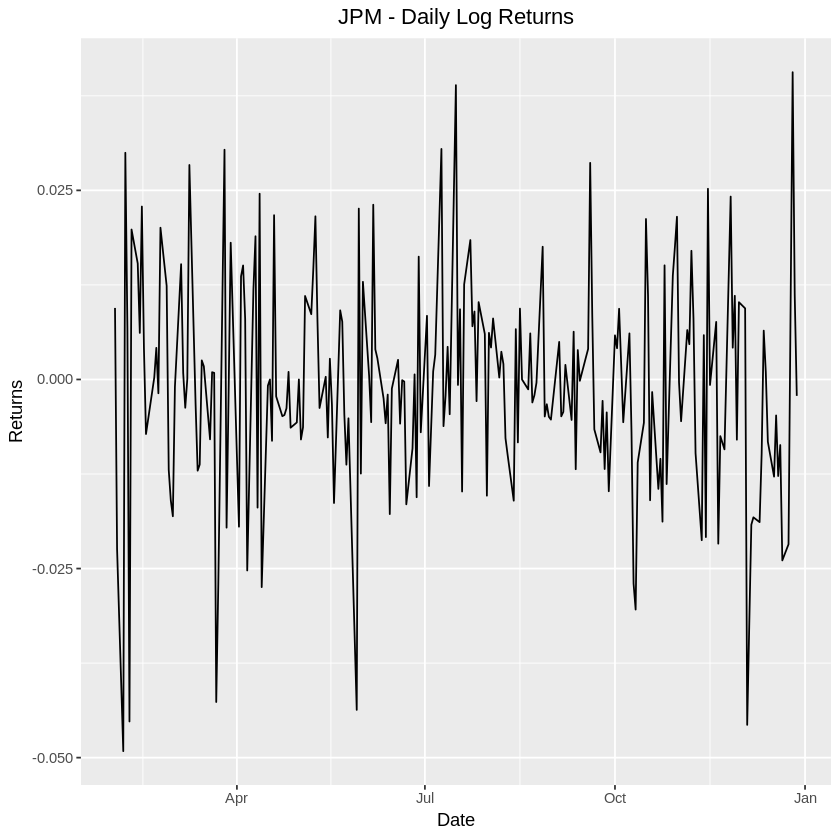 JPM - Daily Log Returns
Returns
0.025
0.000
-0.025
-0.050
Apr
Jul
Oct
Jan
Date